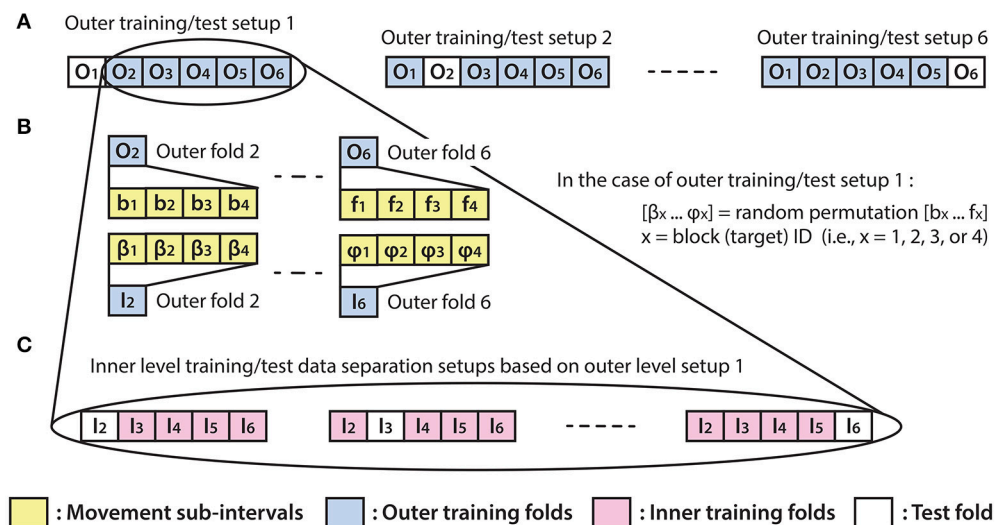 A
Outer training/test setup 1
O1 O2 O3 O4 O5 O6
Outer training/test setup 2
O1 O2 O3 O4 O5 O6
Outer training/test setup 6
O1 O2 O3 O4 O5 O6
B
O2 Outer fold 2
b1 b2 b3 b4
β1 β2 β3 β4
I2 Outer fold 2
O6 Outer fold 6
f1 f2 f3 f4
φ1 φ2 φ3 φ4
I6 Outer fold 6
In the case of outer training/test setup 1 :
[βx ... φx] = random permutation [bx ... fx]
x = block (target) ID (i.e., x = 1, 2, 3, or 4)
C
Inner level training/test data separation setups based on outer level setup 1
I2 I3 I4 I5 I6
I2 I3 I4 I5 I6
I2 I3 I4 I5 I6
: Movement sub-intervals
: Outer training folds
: Inner training folds
: Test fold